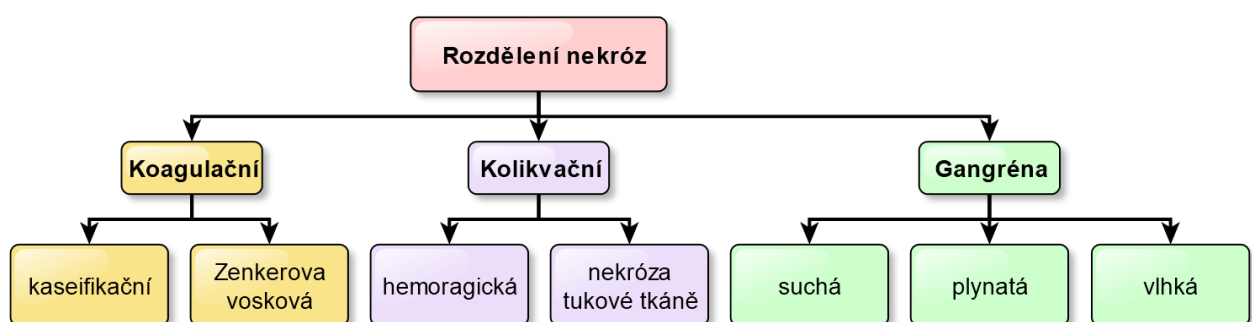 Rozdělení nekróz
Koagulační
Kolikvační
Gangréna
kaseifikační
Zenkerova
vosková
hemoragická
nekróza
tukové tkáně
suchá
plynatá
vlhká